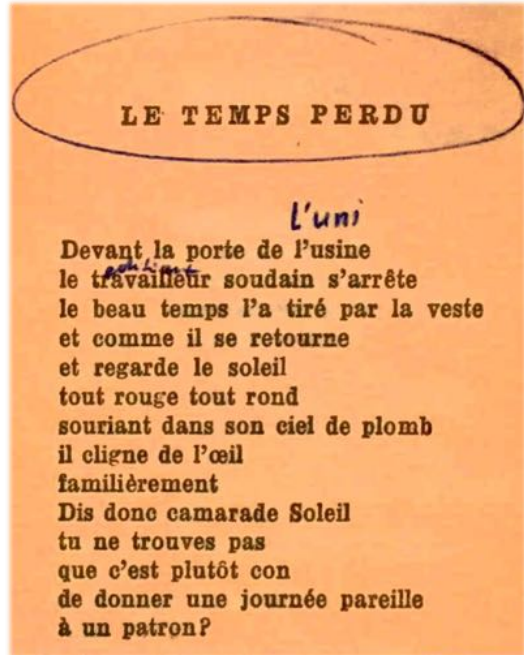 LE TEMPS PERDU
l'uni
Devant la porte de l'usine
le travailleur soudain s'arrête
le beau temps l'a tiré par la veste
et comme il se retourne
et regarde le soleil
tout rouge tout rond
souriant dans son ciel de plomb
il cligne de l'œil
familièrement
Dis donc camarade Soleil
tu ne trouves pas
que c'est plutôt con
de donner une journée pareille
à un patron?